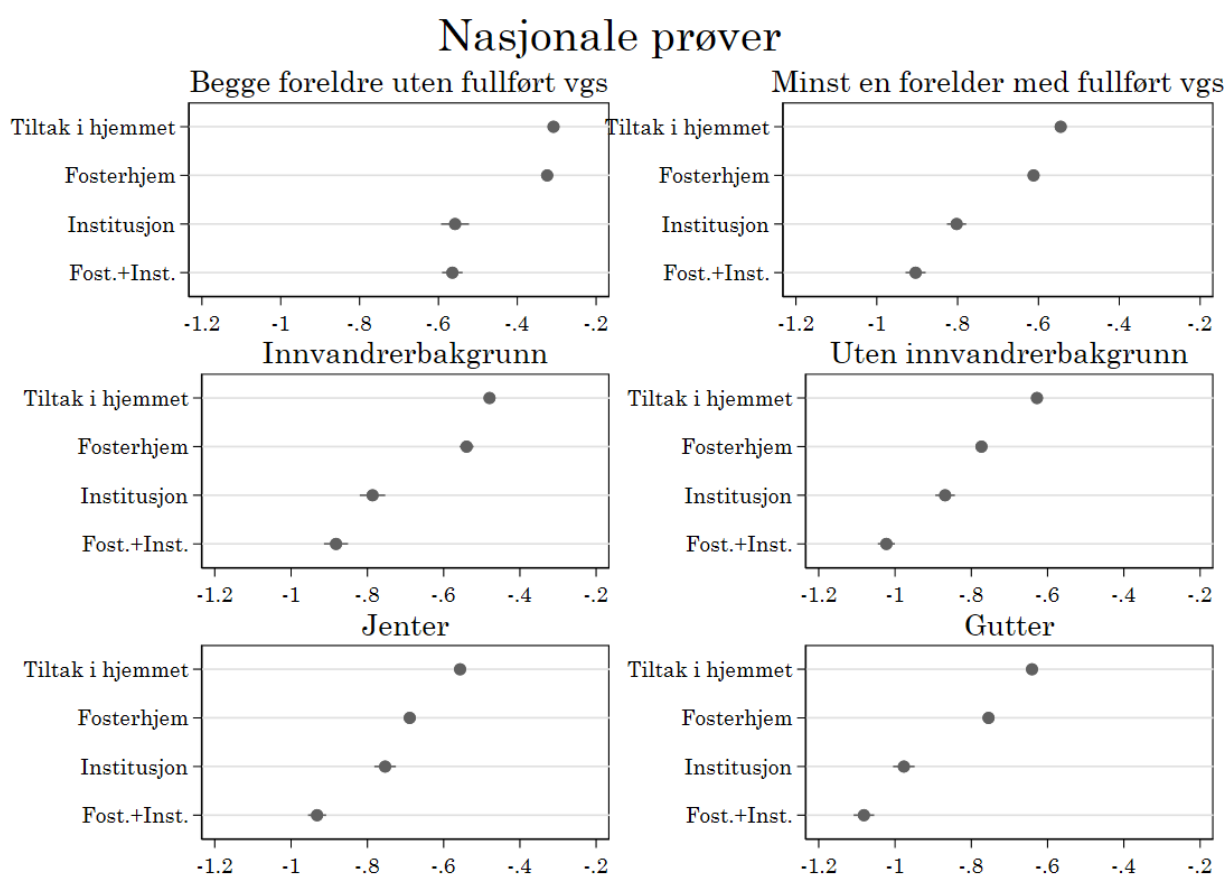 Nasjonale prøver
Begge foreldre uten fullført vgs
Tiltak i hjemmet
Fosterhjem
Institusjon
Fost.+Inst.
-1.2 -1 -.8 -.6 -.4 -.2
Minst en forelder med fullført vgs
Tiltak i hjemmet
Fosterhjem
Institusjon
Fost.+Inst.
-1.2 -1 -.8 -.6 -.4 -.2
Innvandrerbakgrunn
Tiltak i hjemmet
Fosterhjem
Institusjon
Fost.+Inst.
-1.2 -1 -.8 -.6 -.4 -.2
Uten innvandrerbakgrunn
Tiltak i hjemmet
Fosterhjem
Institusjon
Fost.+Inst.
-1.2 -1 -.8 -.6 -.4 -.2
Jenter
Tiltak i hjemmet
Fosterhjem
Institusjon
Fost.+Inst.
-1.2 -1 -.8 -.6 -.4 -.2
Gutter
Tiltak i hjemmet
Fosterhjem
Institusjon
Fost.+Inst.
-1.2 -1 -.8 -.6 -.4 -.2